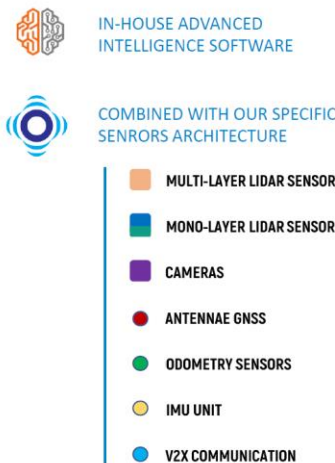 IN-HOUSE ADVANCED
INTELLIGENCE SOFTWARE
COMBINED WITH OUR SPECIFIC
SENRORS ARCHITECTURE
MULTI-LAYER LIDAR SENSOR
MONO-LAYER LIDAR SENSOR
CAMERAS
ANTENNAE GNSS
ODOMETRY SENSORS
IMU UNIT
V2X COMMUNICATION